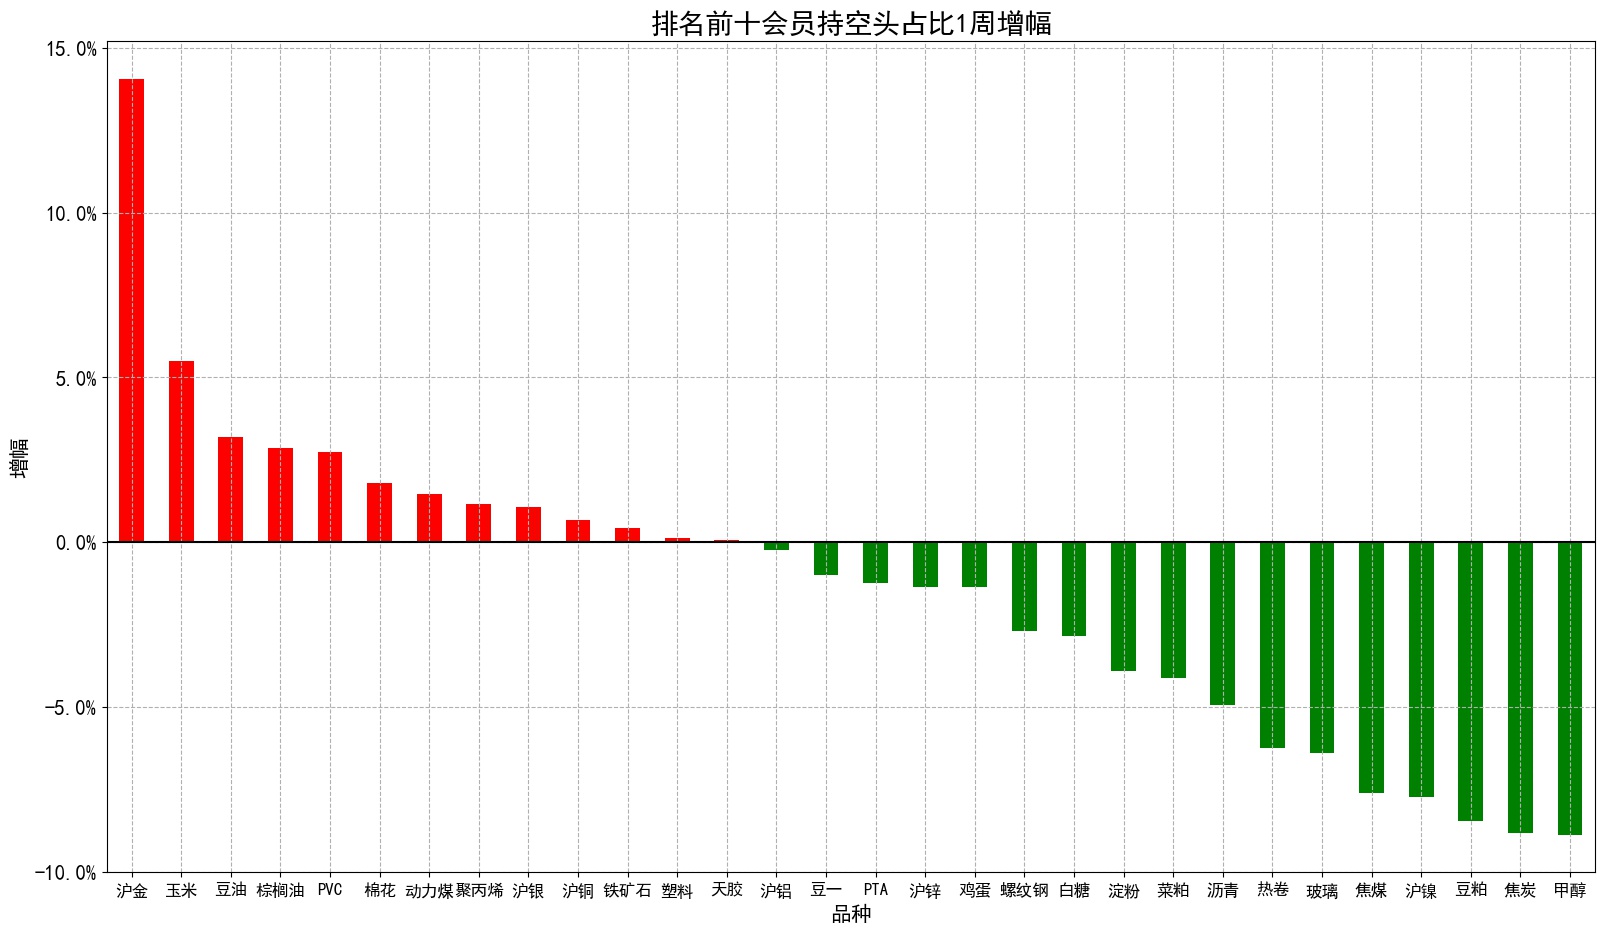 排名前十会员持空头占比1周增幅
15.0%
10.0%
5.0%
0.0%
−5.0%
−10.0%
增幅
沪金 玉米 豆油 棕榈油 PVC 棉花 动力煤 聚丙烯 沪银 沪铜 铁矿石 塑料 天胶 沪铝 豆一 PTA 沪锌 鸡蛋 螺纹钢 白糖 淀粉 菜粕 沥青 热卷 玻璃 焦煤 沪镍 豆粕 焦炭 甲醇
品种